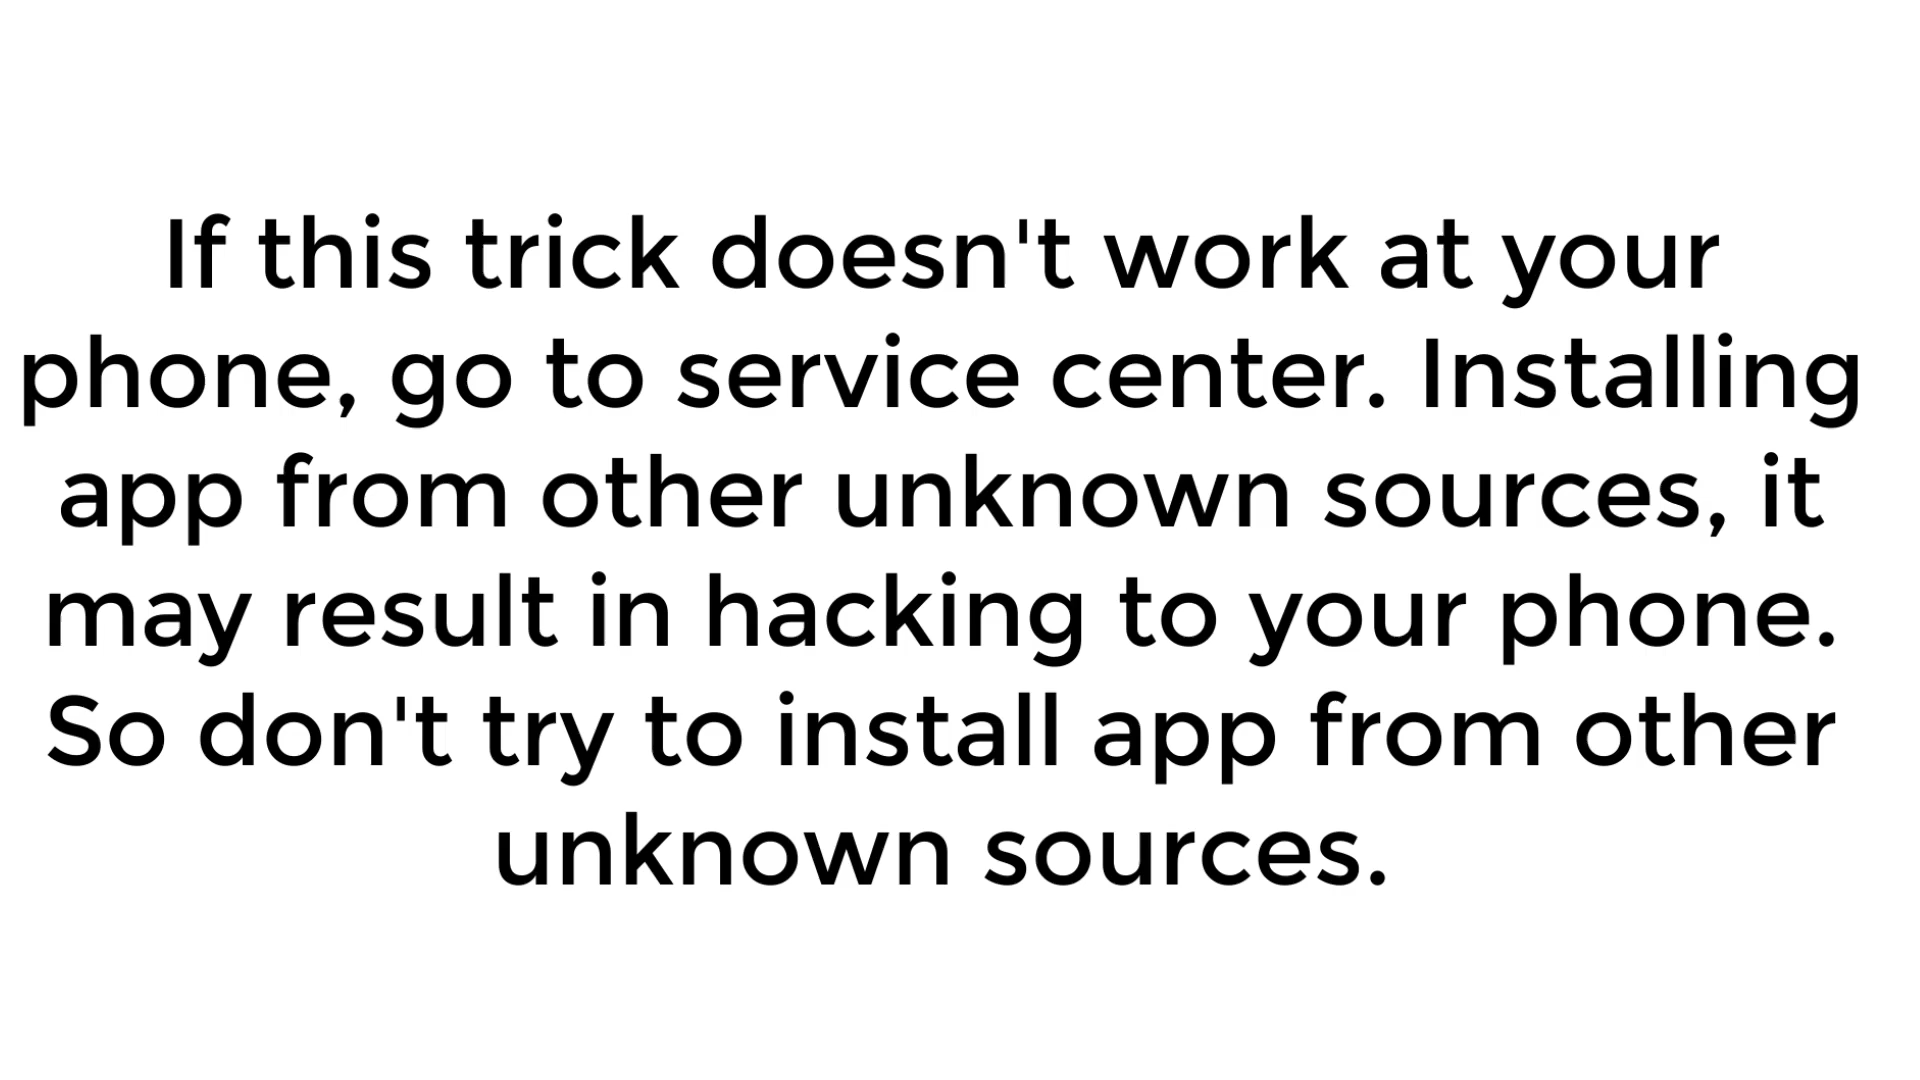 If this trick doesn't work at your
phone, go to service center. Installing
app from other unknown sources, it
may result in hacking to your phone.
So don't try to install app from other
unknown sources.